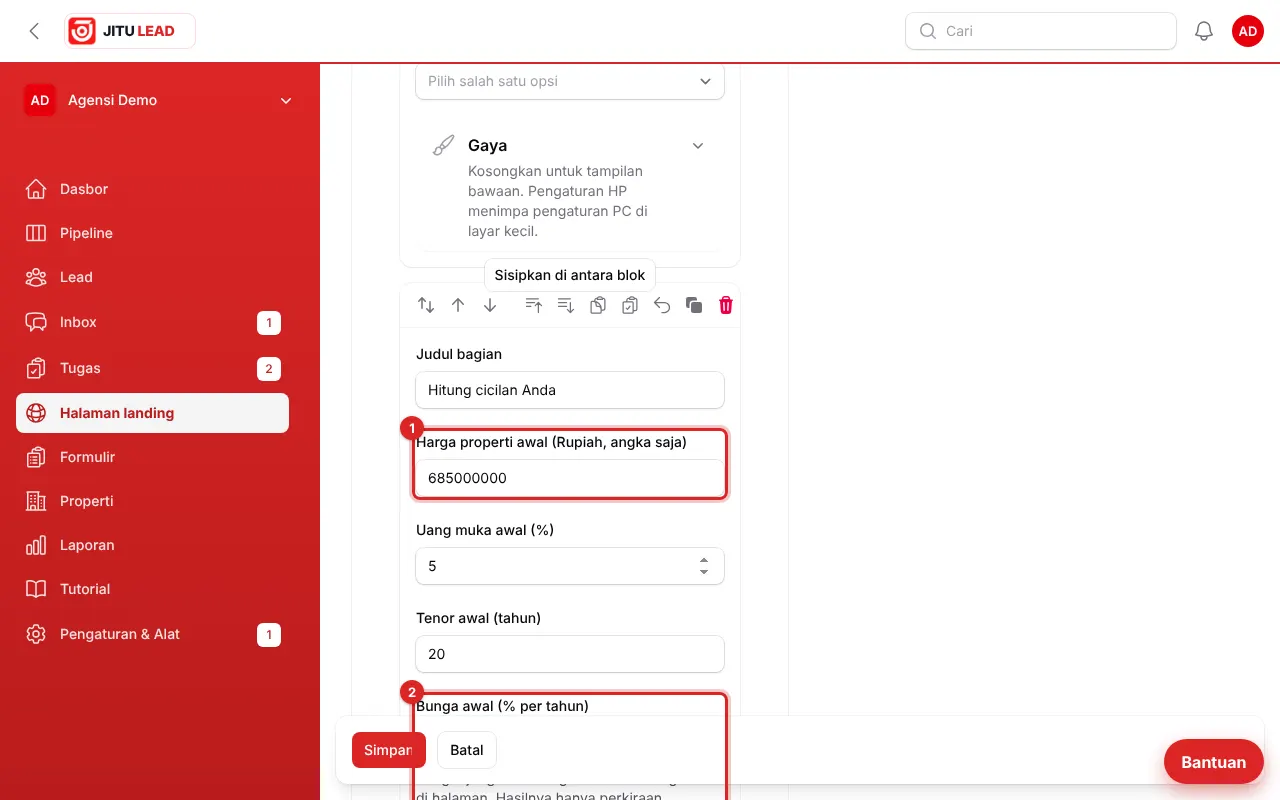 JITU LEAD
Cari
AD
AD
Agensi Demo
Dasbor
Pipeline
Lead
Inbox
1
Tugas
2
Halaman landing
Formulir
Properti
Laporan
Tutorial
Pengaturan & Alat
1
Pilih salah satu opsi
Gaya
Kosongkan untuk tampilan
bawaan. Pengaturan HP
menimpa pengaturan PC di
layar kecil.
Sisipkan di antara blok
Judul bagian
Hitung cicilan Anda
1
Harga properti awal (Rupiah, angka saja)
685000000
Uang muka awal (%)
5
Tenor awal (tahun)
20
2
Bunga awal (% per tahun)
Simpan
Batal
Bantuan
di halaman. Hasilnya hanya perkiraan